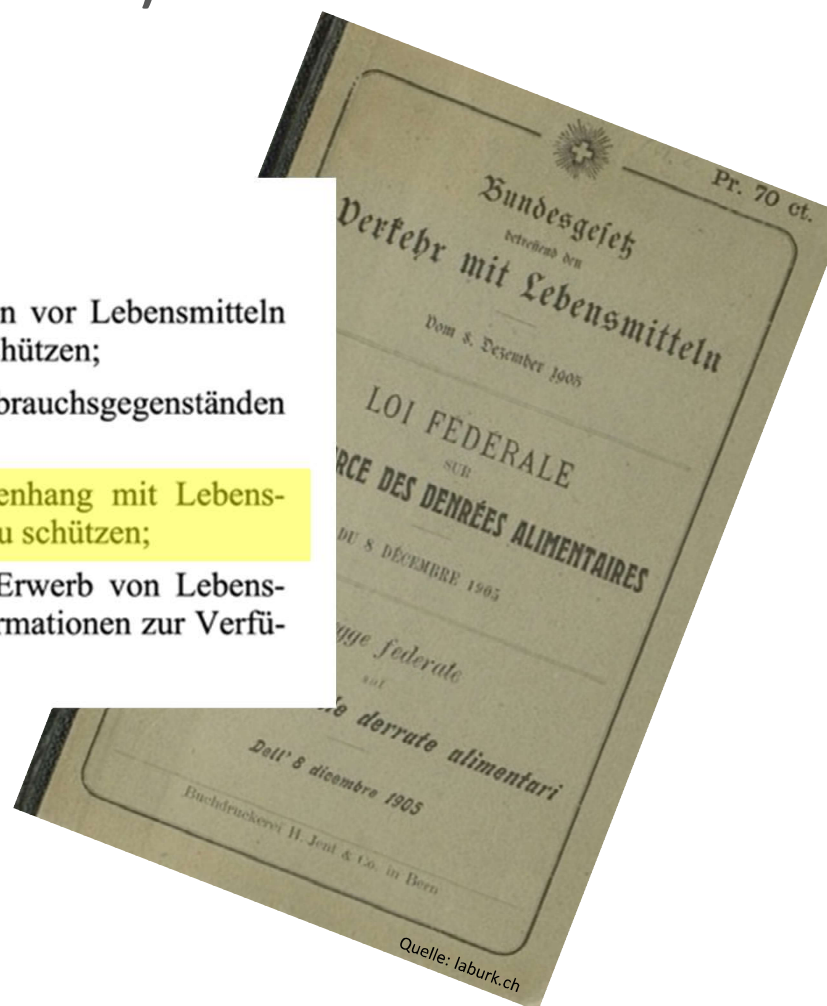 n vor Lebensmitteln
hützen;
brauchsgegenständen
enhang mit Lebens-
u schützen;
Erwerb von Lebens-
rmationen zur Verfü-
Pr. 70 ct.
Bundesgesetz
betreffend den
Verkehr mit Lebensmitteln
Vom 8. Dezember 1905
LOI FÉDÉRALE
SUR
RCE DES DENRÉES ALIMENTAIRES
DU 8 DÉCEMBRE 1905
gge federale
sul
lle derrate alimentari
Dell' 8 dicembre 1905
Buchdruckerei H. Jent & Co. in Bern
Quelle: laburk.ch